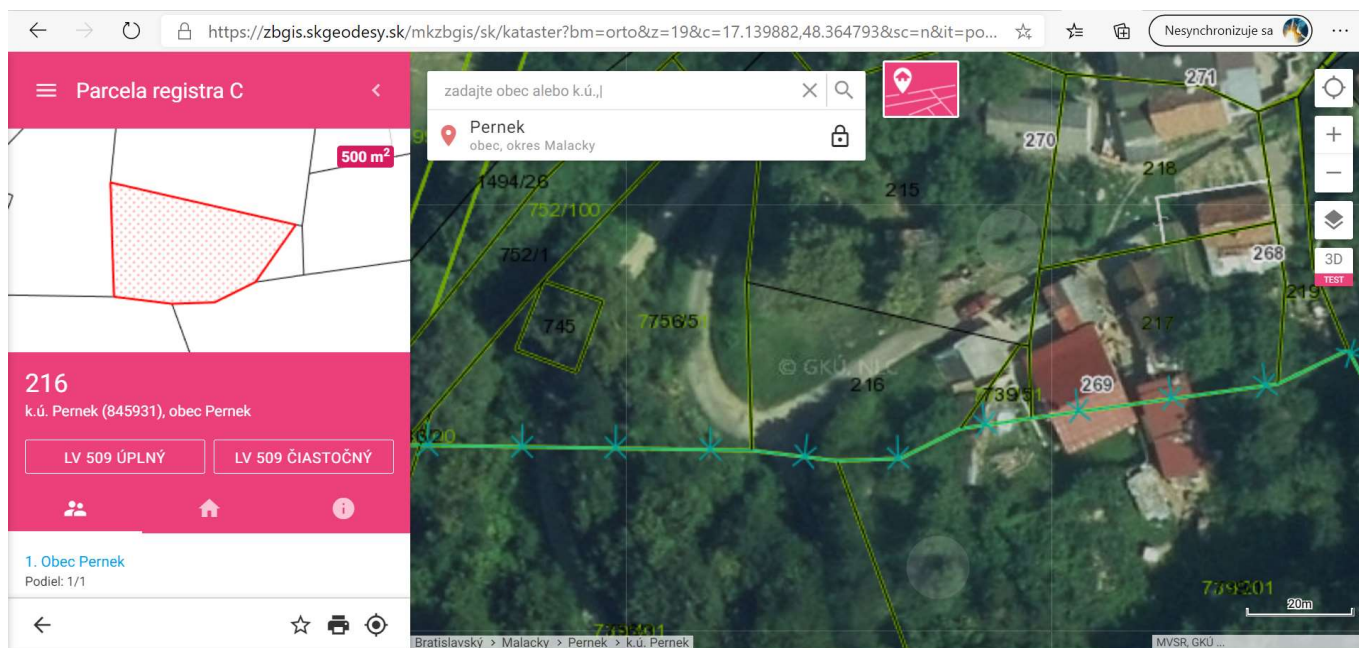 https://zbgis.skgeodesy.sk/mkzbgis/sk/kataster?bm=orto&z=19&c=17.139882,48.364793&sc=n&it=po...
Nesynchronizuje sa
Parcela registra C
500 m²
216
k.ú. Pernek (845931), obec Pernek
LV 509 ÚPLNÝ
LV 509 ČIASTOČNÝ
1. Obec Pernek
Podiel: 1/1
zadajte obec alebo k.ú.,
Pernek
obec, okres Malacky
271
270
218
1494/26
215
752/100
752/1
268
3D
TEST
219
745
7756/5
217
© GKÚ, NLC
216
269
20m
Bratislavský > Malacky > Pernek > k.ú. Pernek
MVSR, GKÚ ...